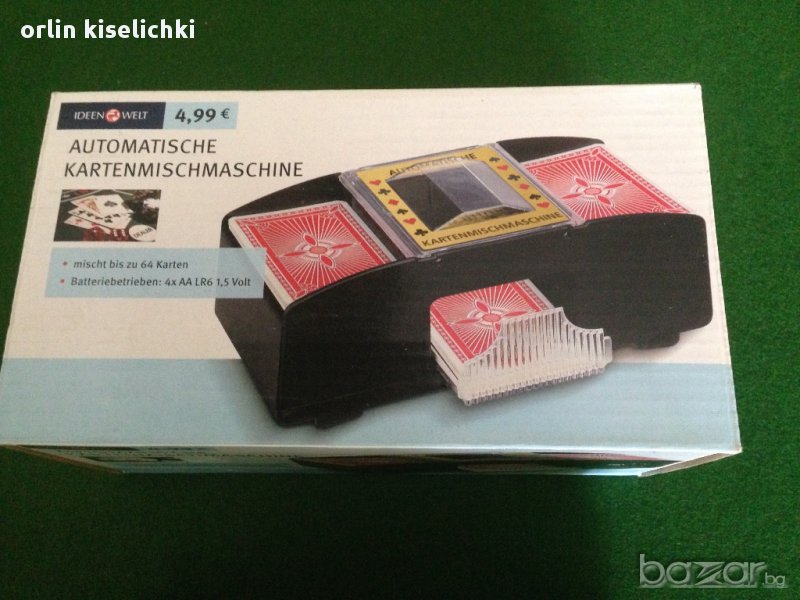 orlin kiselichki
IDEEN WELT 4,99 €
AUTOMATISCHE
KARTENMISCHMASCHINE
DEALER
• mischt bis zu 64 Karten
• Batteriebetrieben: 4x AA LR6 1,5 Volt
AUTOMATISCHE
KARTENMISCHMASCHINE
bazar.bg